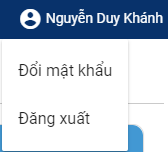 Nguyễn Duy Khánh
Đổi mật khẩu
Đăng xuất